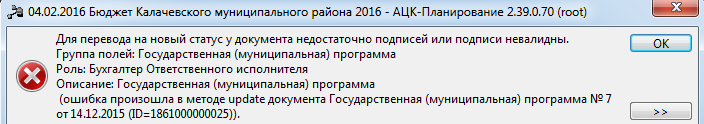 04.02.2016 Бюджет Калачевского муниципального района 2016 - АЦК-Планирование 2.39.0.70 (root)
Для перевода на новый статус у документа недостаточно подписей или подписи невалидны.
Группа полей: Государственная (муниципальная) программа
Роль: Бухгалтер Ответственного исполнителя
Описание: Государственная (муниципальная) программа
(ошибка произошла в методе update документа Государственная (муниципальная) программа № 7
от 14.12.2015 (ID=1861000000025)).
OK
>>